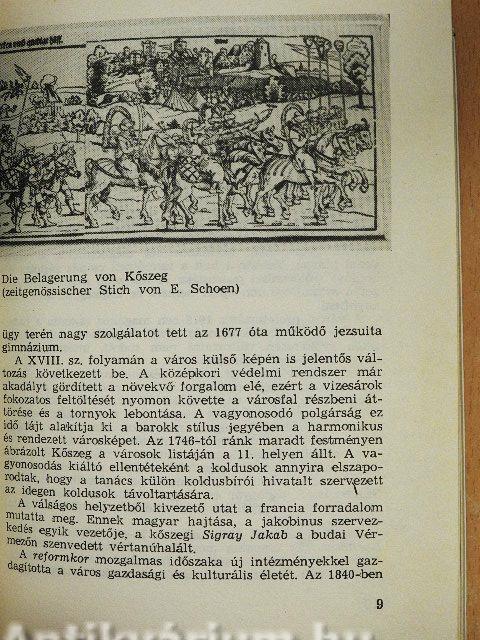 Die Belagerung von Kőszeg
(zeitgenössischer Stich von E. Schoen)
ügy terén nagy szolgálatot tett az 1677 óta működő jezsuita
gimnázium.
A XVIII. sz. folyamán a város külső képén is jelentős vál-
tozás következett be. A középkori védelmi rendszer már
akadályt gördített a növekvő forgalom elé, ezért a vizesárok
fokozatos feltöltését nyomon követte a városfal részbeni át-
törése és a tornyok lebontása. A vagyonosodó polgárság ez
idő tájt alakítja ki a barokk stílus jegyében a harmonikus
és rendezett városképet. Az 1746-tól ránk maradt festményen
ábrázolt Kőszeg a városok listáján a 11. helyen állt. A va-
gyonosodás kiáltó ellentéteként a koldusok annyira elszapo-
rodtak, hogy a tanács külön koldusbírói hivatalt szervezett
az idegen koldusok távoltartására.
A válságos helyzetből kivezető utat a francia forradalom
mutatta meg. Ennek magyar hajtása, a jakobinus szervez-
kedés egyik vezetője, a kőszegi Sigray Jakab a budai Vér-
mezőn szenvedett vértanúhalált.
A reformkor mozgalmas időszaka új intézményekkel gaz-
dagította a város gazdasági és kulturális életét. Az 1840-ben
9
Antikvárium.hu